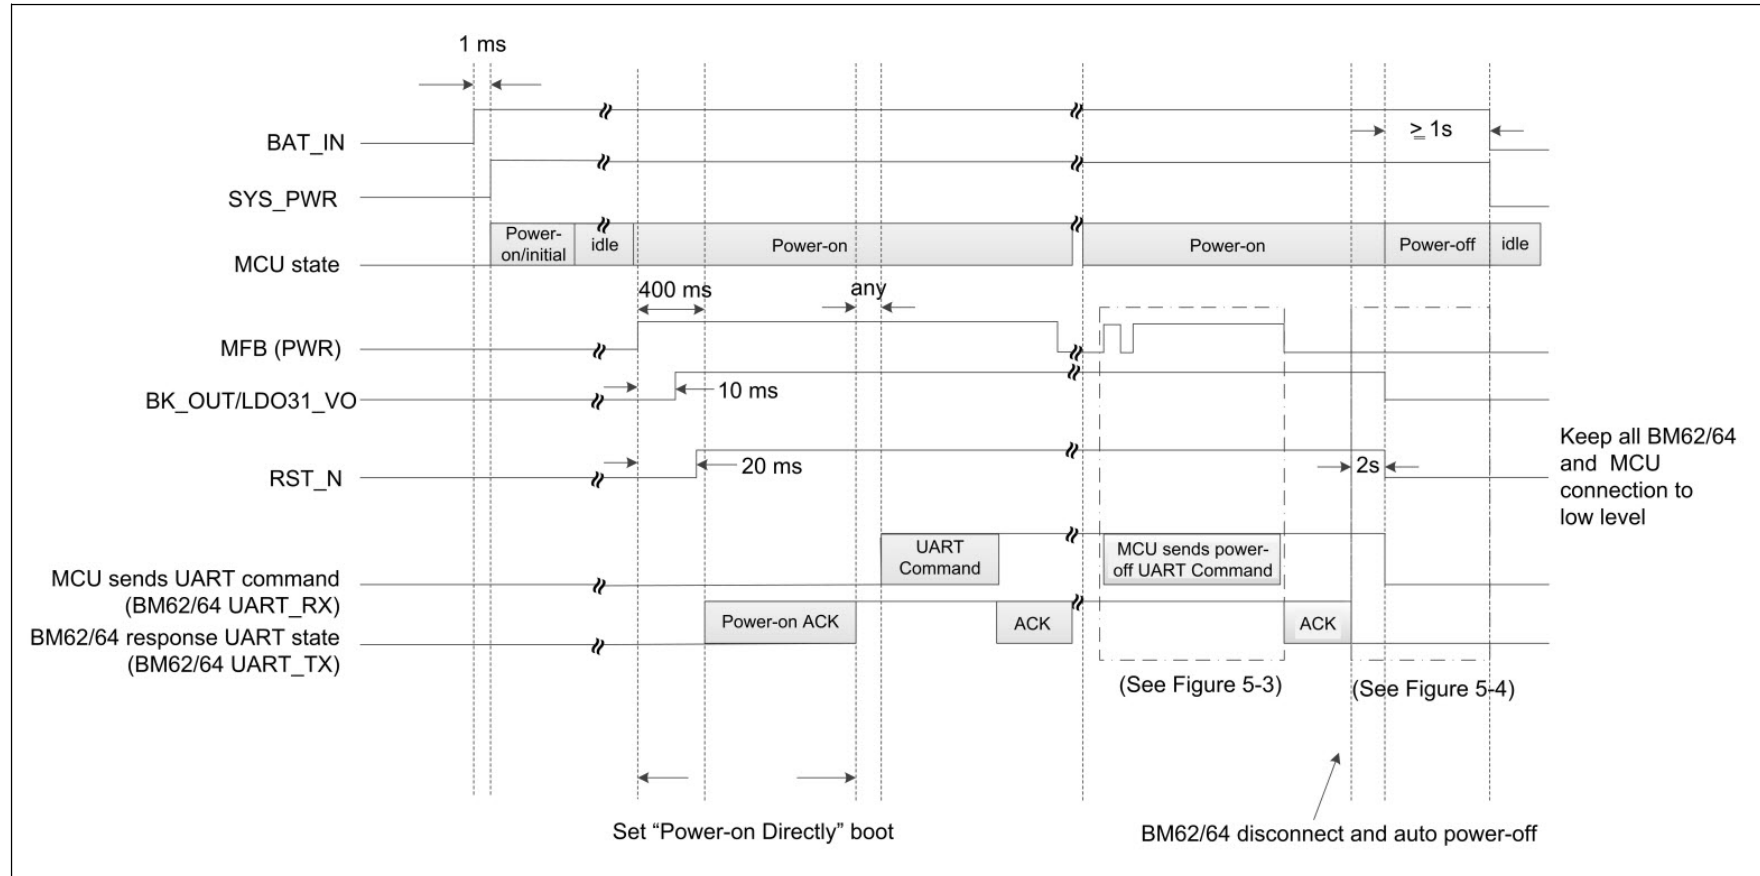 1 ms
BAT_IN
≥ 1s
SYS_PWR
Power-
on/initial
idle
Power-on
Power-on
Power-off
idle
MCU state
400 ms
any
MFB (PWR)
10 ms
BK_OUT/LDO31_VO
20 ms
RST_N
2s
Keep all BM62/64
and MCU
connection to
low level
UART
Command
MCU sends power-
off UART Command
MCU sends UART command
(BM62/64 UART_RX)
Power-on ACK
ACK
ACK
BM62/64 response UART state
(BM62/64 UART_TX)
(See Figure 5-3)
(See Figure 5-4)
Set “Power-on Directly” boot
BM62/64 disconnect and auto power-off